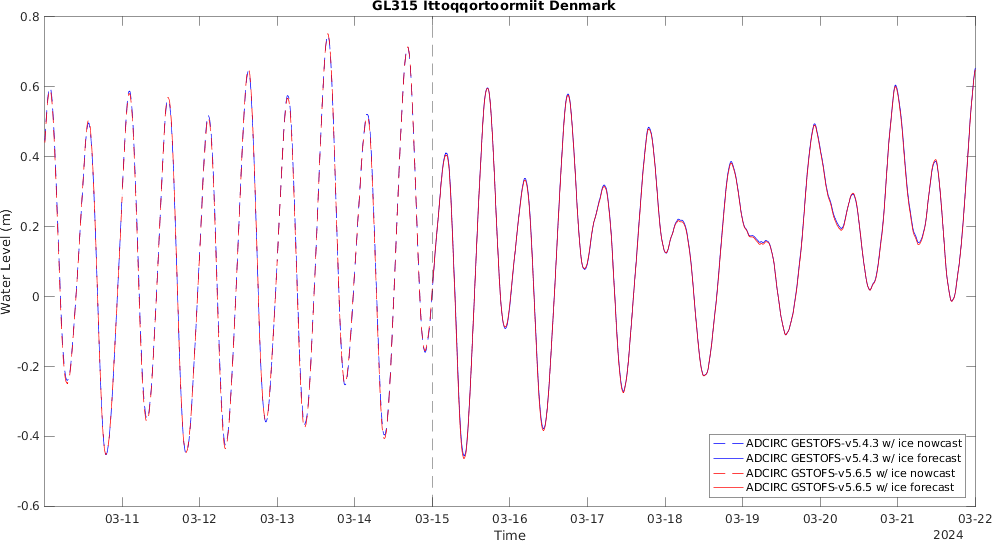 GL315 Ittoqqortoormiit Denmark
0.8
0.6
0.4
0.2
0
-0.2
-0.4
-0.6
Water Level (m)
ADCIRC GESTOFS-v5.4.3 w/ ice nowcast
ADCIRC GESTOFS-v5.4.3 w/ ice forecast
ADCIRC GSTOFS-v5.6.5 w/ ice nowcast
ADCIRC GSTOFS-v5.6.5 w/ ice forecast
03-11 03-12 03-13 03-14 03-15 03-16 03-17 03-18 03-19 03-20 03-21 03-22
Time
2024